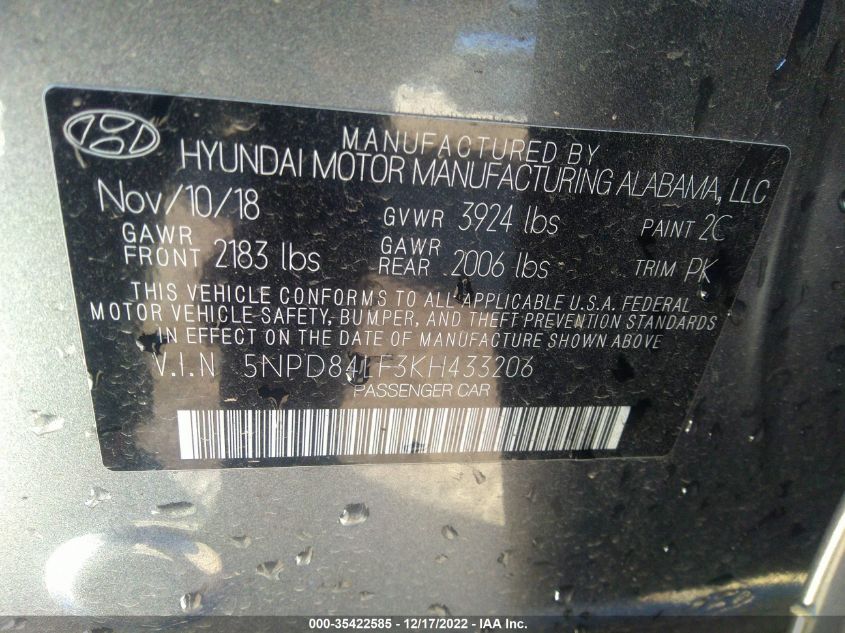 MANUFACTURED BY
HYUNDAI MOTOR MANUFACTURING ALABAMA, LLC
Nov/10/18 GVWR 3924 lbs PAINT 2C
GAWR FRONT 2183 lbs GAWR REAR 2006 lbs TRIM PK
THIS VEHICLE CONFORMS TO ALL APPLICABLE U.S.A. FEDERAL
MOTOR VEHICLE SAFETY, BUMPER, AND THEFT PREVENTION STANDARDS
IN EFFECT ON THE DATE OF MANUFACTURE SHOWN ABOVE
V.I.N 5NPD84LF3KH433206
PASSENGER CAR
000-35422585 - 12/17/2022 - IAA Inc.